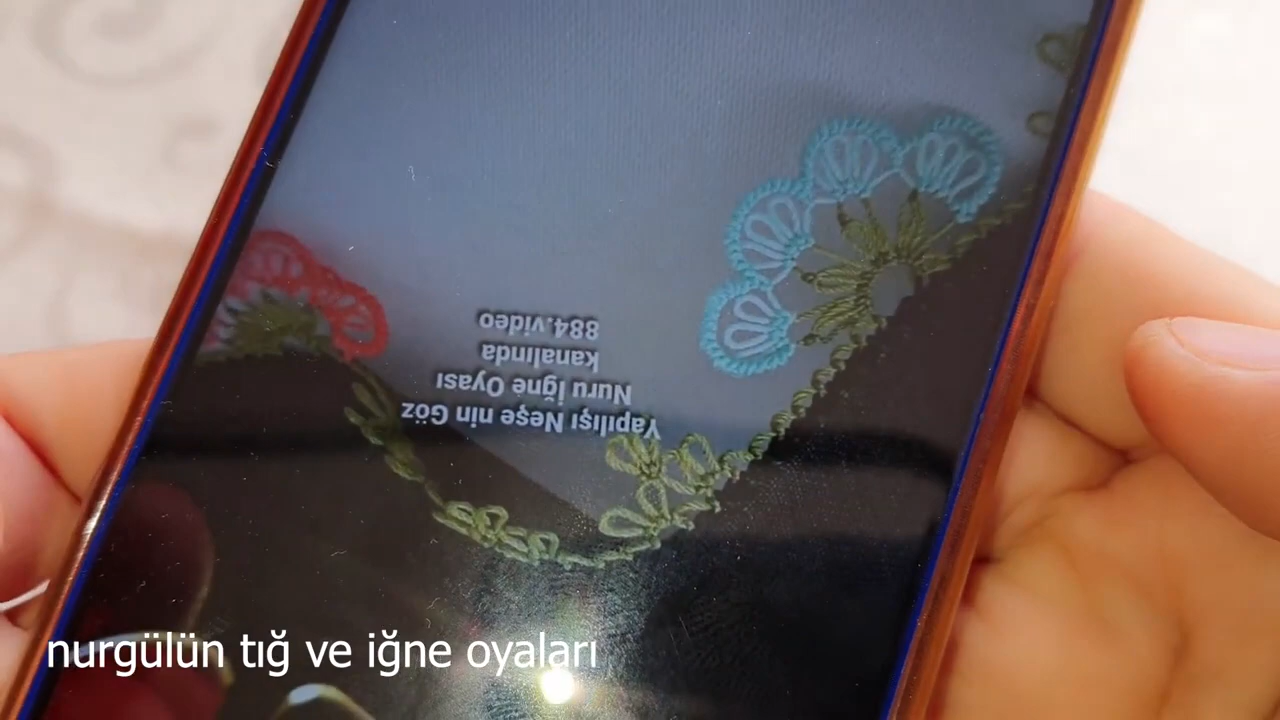 Yapılışı Neşe nin Göz
Nuru İğne Oyası
kanalında
884.video
nurgülün tığ ve iğne oyaları